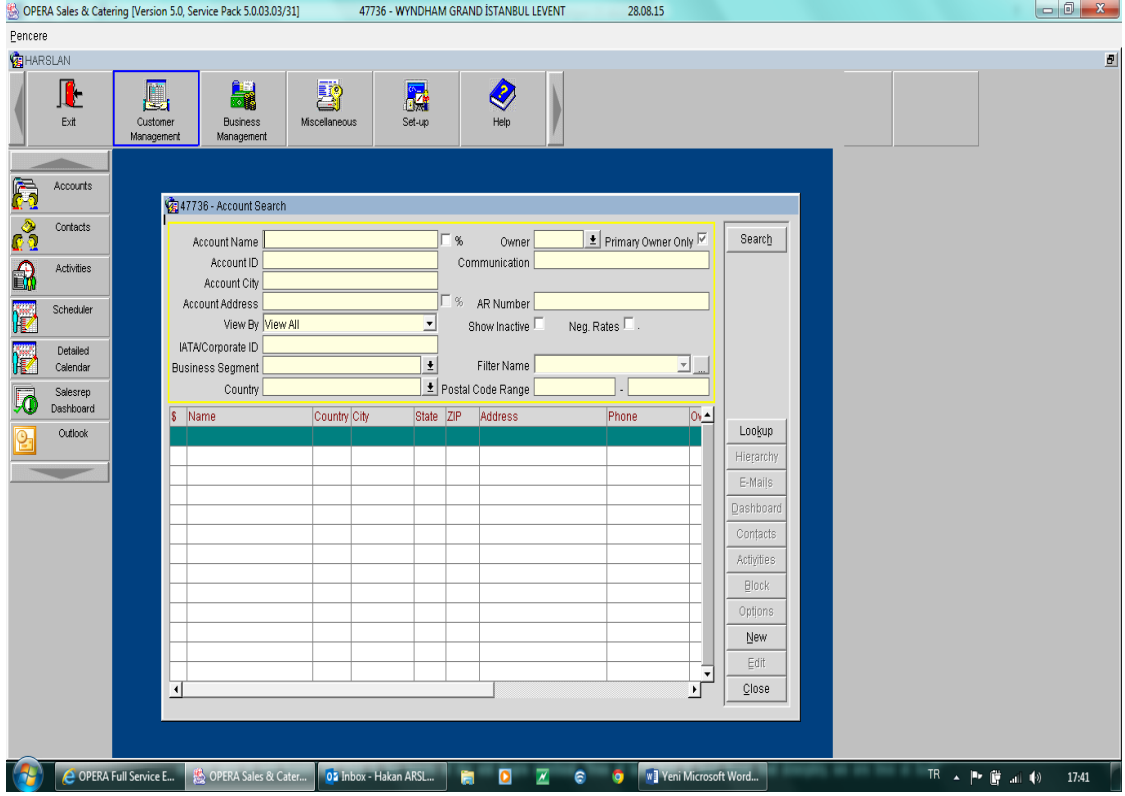 OPERA Sales & Catering [Version 5.0, Service Pack 5.0.03.03/31] 47736 - WYNDHAM GRAND İSTANBUL LEVENT 28.08.15
Pencere
HARSLAN
Exit
Customer Management
Business Management
Miscellaneous
Set-up
Help
Accounts
Contacts
Activities
Scheduler
Detailed Calendar
Salesrep Dashboard
Outlook
47736 - Account Search
Account Name % Owner Primary Owner Only Search
Account ID Communication
Account City
Account Address % AR Number
View By View All Show Inactive Neg. Rates .
IATA/Corporate ID
Business Segment Filter Name ...
Country Postal Code Range -
$ Name Country City State ZIP Address Phone Ow
Lookup
Hierarchy
E-Mails
Dashboard
Contacts
Activities
Block
Options
New
Edit
Close
OPERA Full Service E... OPERA Sales & Cater... Inbox - Hakan ARSL... Yeni Microsoft Word... TR 17:41